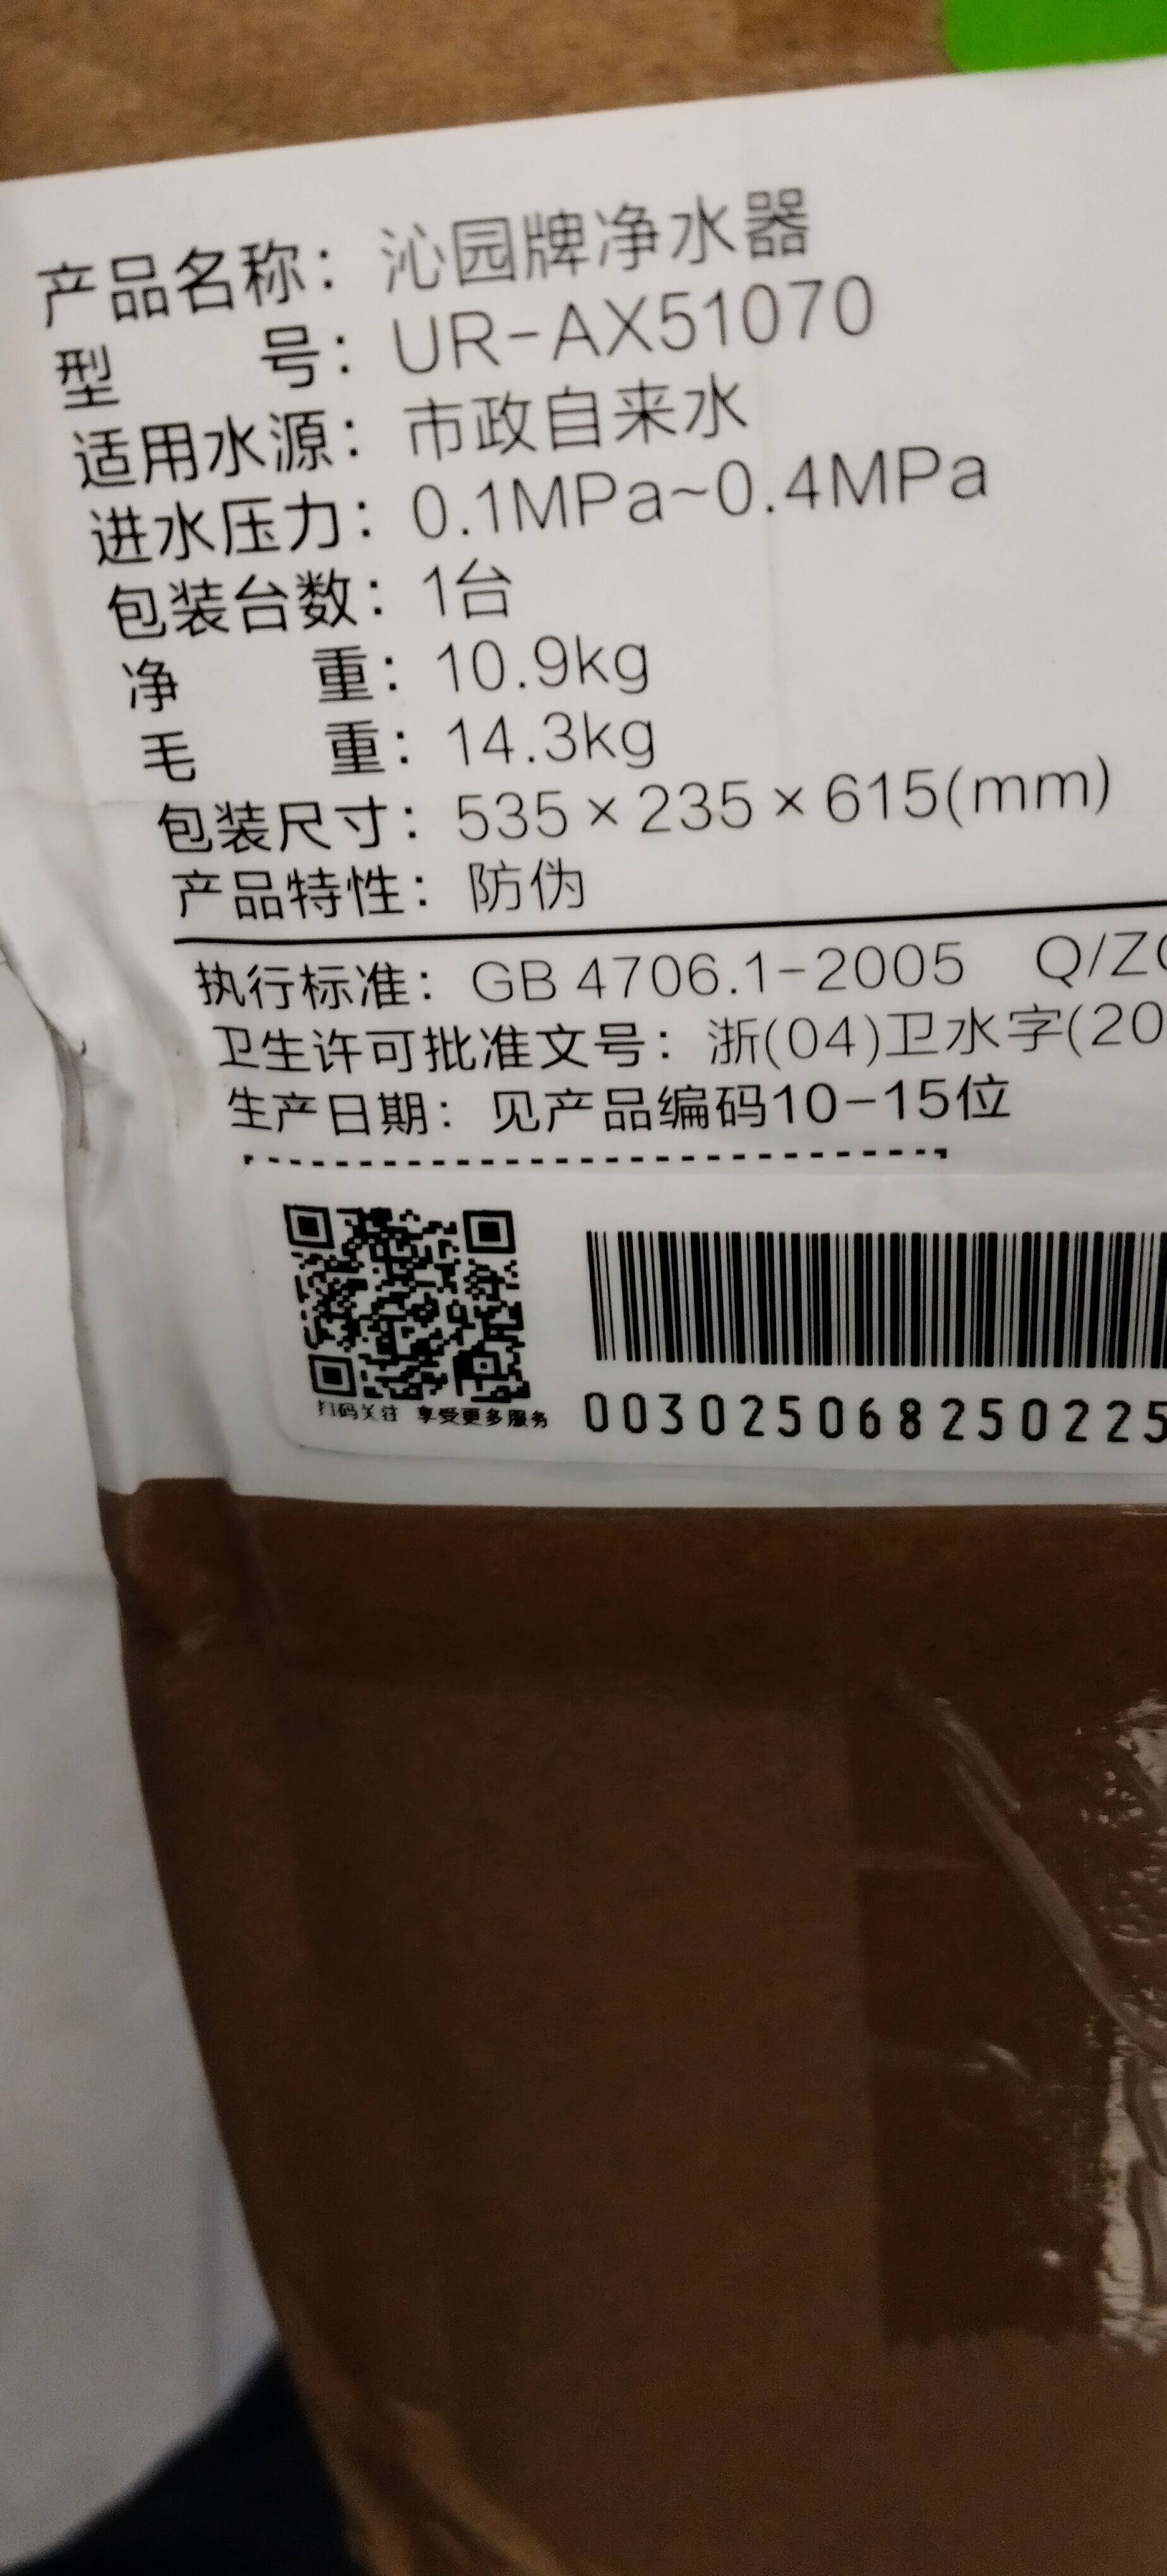 产品名称：沁园牌净水器
型 号：UR-AX51070
适用水源：市政自来水
进水压力：0.1MPa~0.4MPa
包装台数：1台
净 重：10.9kg
毛 重：14.3kg
包装尺寸：535×235×615(mm)
产品特性：防伪
执行标准：GB 4706.1-2005 Q/Z
卫生许可批准文号：浙(04)卫水字(20
生产日期：见产品编码10-15位
扫码关注 享受更多服务
003025068250225